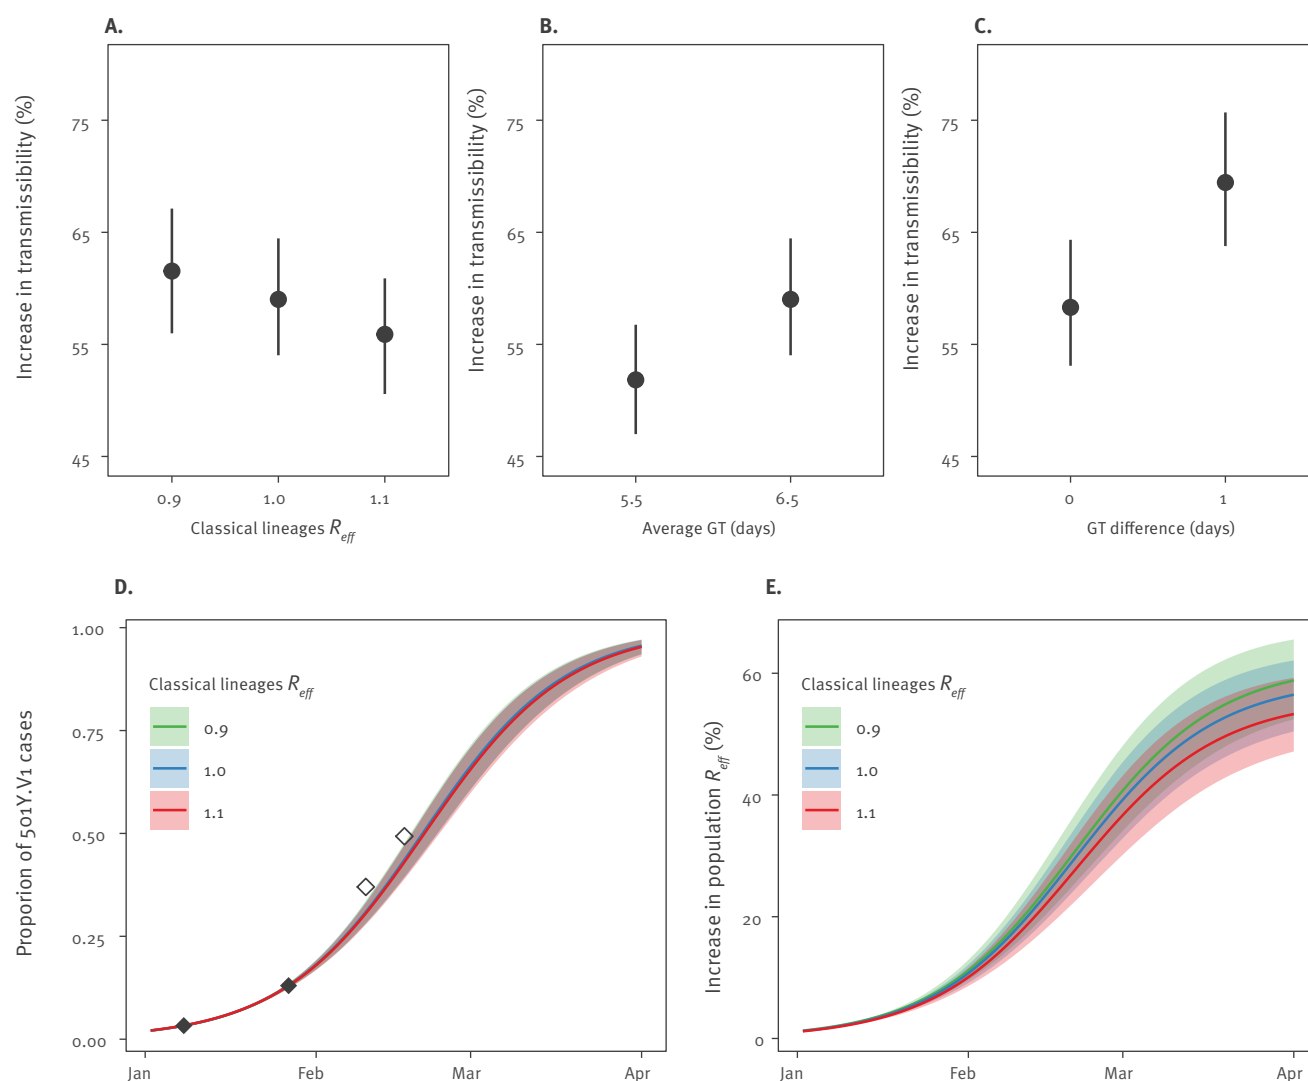 A.
Increase in transmissibility (%)
75
65
55
45
0.9 1.0 1.1
Classical lineages Reff
B.
Increase in transmissibility (%)
75
65
55
45
5.5 6.5
Average GT (days)
C.
Increase in transmissibility (%)
75
65
55
45
0 1
GT difference (days)
D.
Proporion of 501Y.V1 cases
1.00
0.75
0.50
0.25
0.00
Classical lineages Reff
0.9
1.0
1.1
Jan Feb Mar Apr
E.
Increase in population Reff (%)
60
40
20
0
Classical lineages Reff
0.9
1.0
1.1
Jan Feb Mar Apr